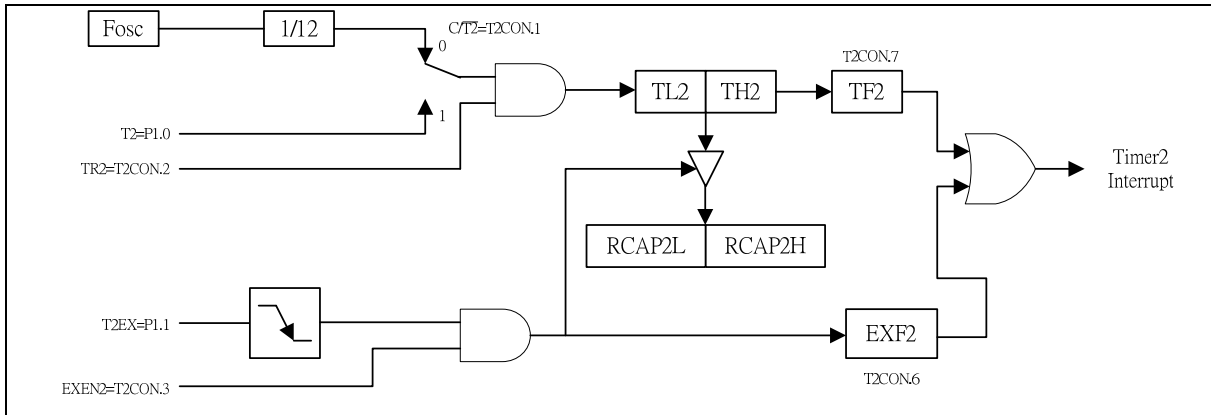 Fosc
1/12
C/T2=T2CON.1
0
1
T2=P1.0
TR2=T2CON.2
TL2
TH2
T2CON.7
TF2
Timer2
Interrupt
RCAP2L
RCAP2H
T2EX=P1.1
EXEN2=T2CON.3
EXF2
T2CON.6